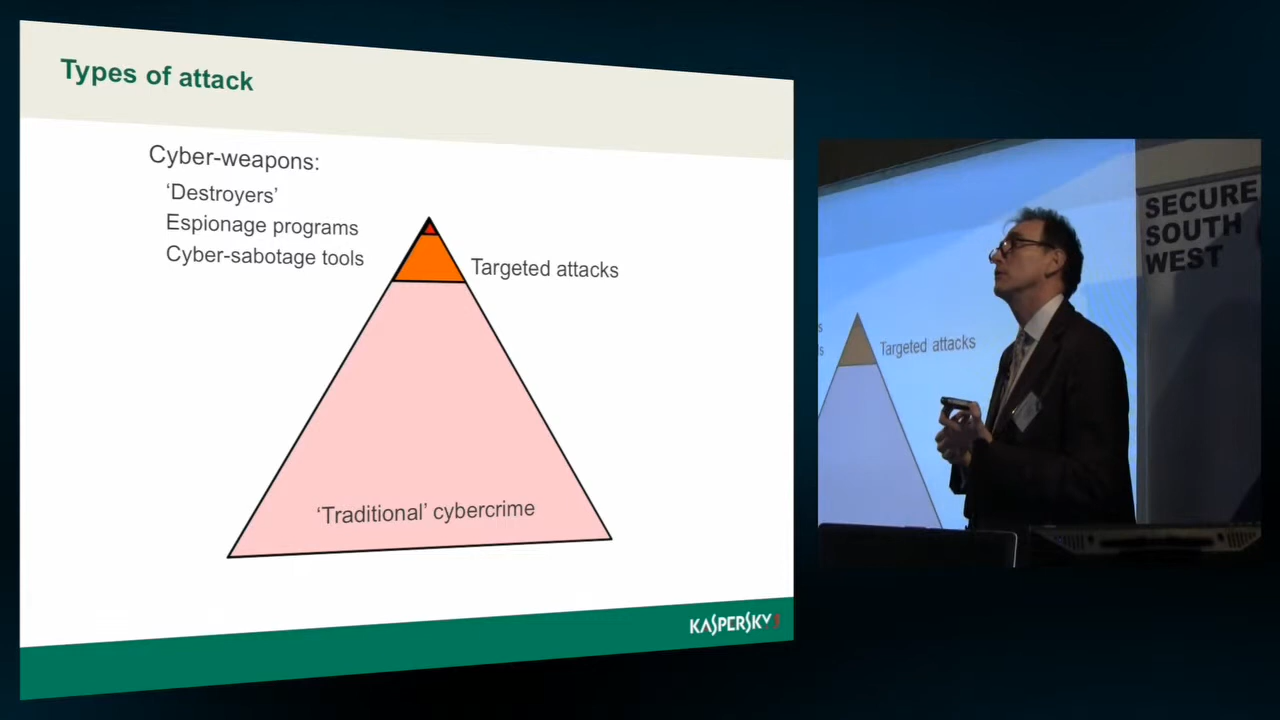 Types of attack
Cyber-weapons:
‘Destroyers’
Espionage programs
Cyber-sabotage tools
Targeted attacks
‘Traditional’ cybercrime
KASPERSKY
SECURE
SOUTH
WEST
s
s
Targeted attacks